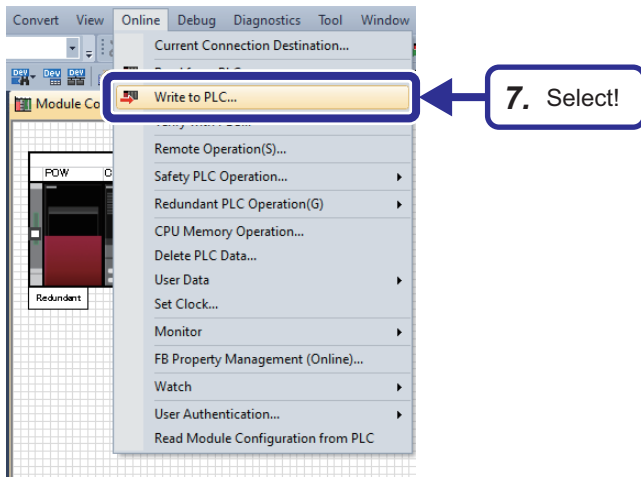 Convert View Online Debug Diagnostics Tool Window
Current Connection Destination...
Write to PLC...
7. Select!
Module Co
Remote Operation(S)...
POW C
Safety PLC Operation...
Redundant PLC Operation(G)
CPU Memory Operation...
Delete PLC Data...
User Data
Redundant
Set Clock...
Monitor
FB Property Management (Online)...
Watch
User Authentication...
Read Module Configuration from PLC